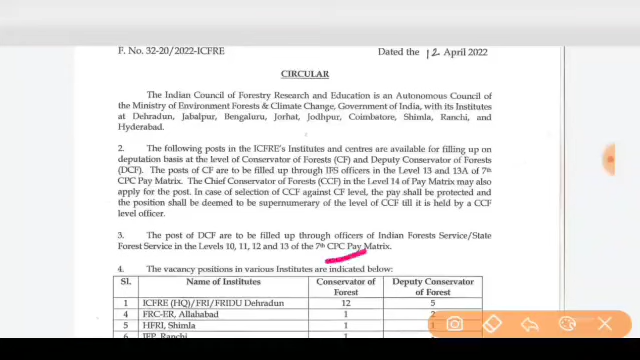 F. No. 32-20/2022-ICFRE Dated the 12 April 2022
CIRCULAR
The Indian Council of Forestry Research and Education is an Autonomous Council of
the Ministry of Environment Forests & Climate Change, Government of India, with its Institutes
at Dehradun, Jabalpur, Bengaluru, Jorhat, Jodhpur, Coimbatore, Shimla, Ranchi, and
Hyderabad.
2. The following posts in the ICFRE's Institutes and centres are available for filling up on
deputation basis at the level of Conservator of Forests (CF) and Deputy Conservator of Forests
(DCF). The posts of CF are to be filled up through IFS officers in the Level 13 and 13A of 7th
CPC Pay Matrix. The Chief Conservator of Forests (CCF) in the Level 14 of Pay Matrix may also
apply for the post. In case of selection of CCF against CF level, the pay shall be protected and
the position shall be deemed to be supernumerary of the level of CCF till it is held by a CCF
level officer.
3. The post of DCF are to be filled up through officers of Indian Forests Service/State
Forest Service in the Levels 10, 11, 12 and 13 of the 7th CPC Pay Matrix.
4. The vacancy positions in various Institutes are indicated below:
Sl. Name of Institutes Conservator of Forest Deputy Conservator of Forest
1 ICFRE (HQ)/FRI/FRIDU Dehradun 12 5
4 FRC-ER, Allahabad 1 2
5 HFRI, Shimla 1 1
6 IFP, Ranchi 1